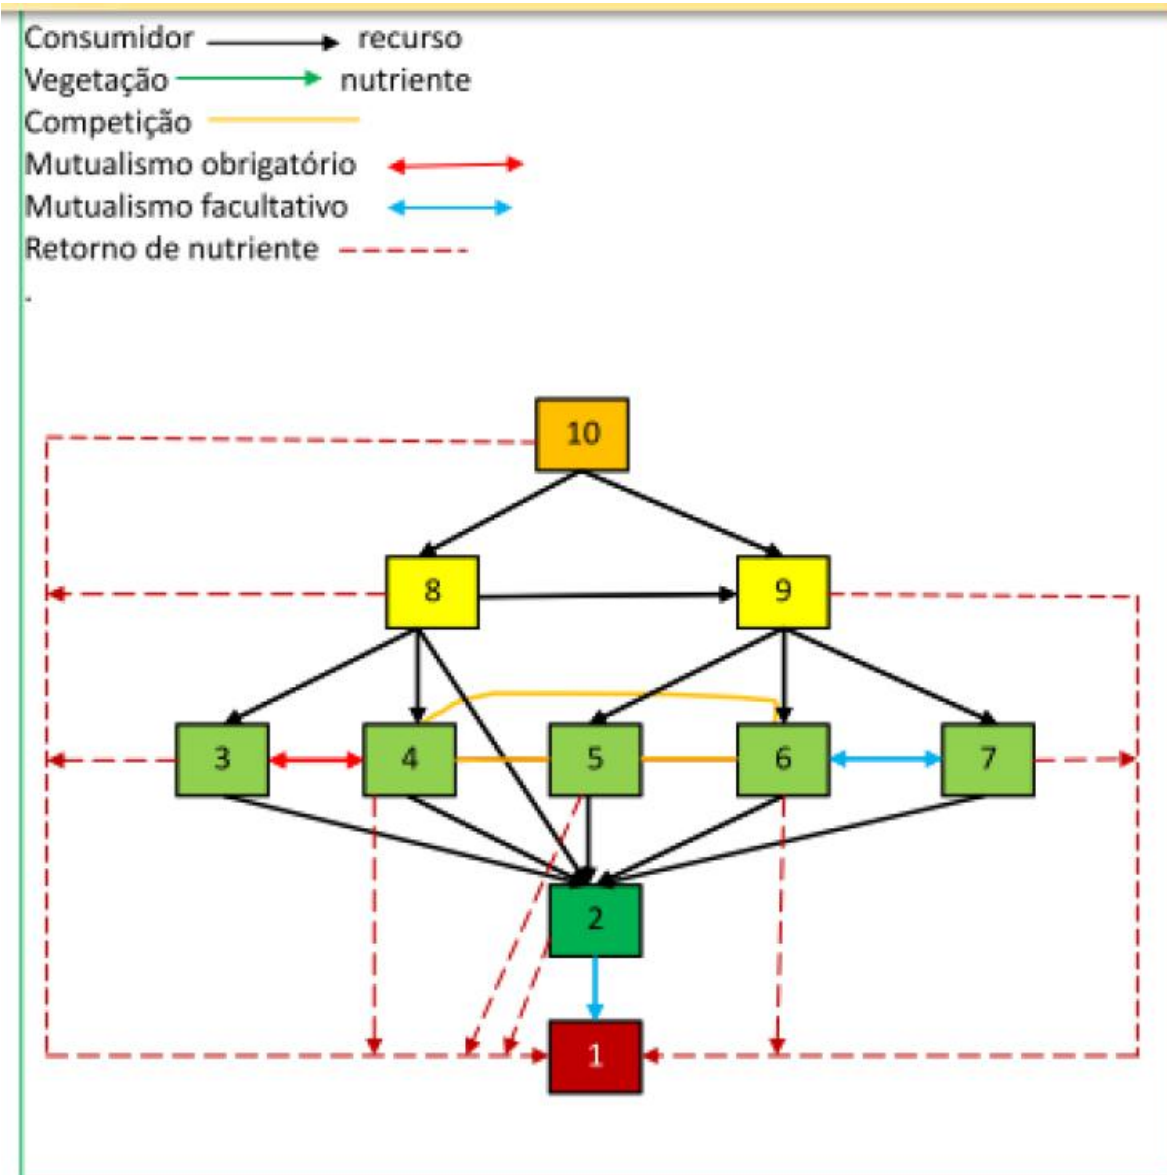 Consumidor recurso
Vegetação nutriente
Competição
Mutualismo obrigatório
Mutualismo facultativo
Retorno de nutriente
.
10
8 9
3 4 5 6 7
2
1